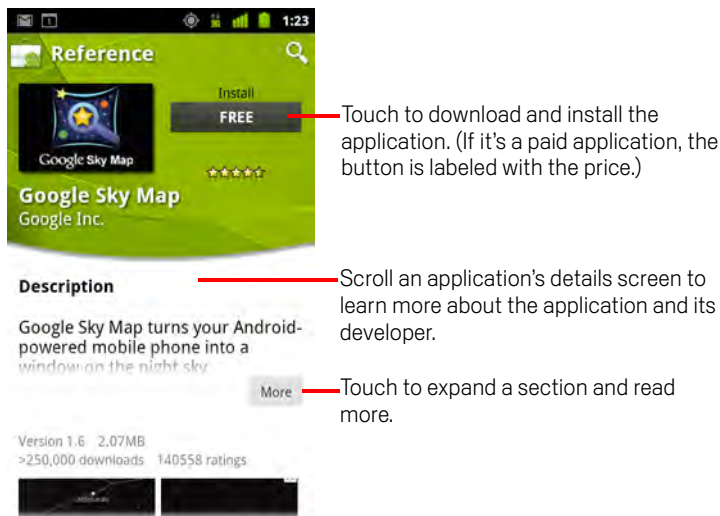 1:23
Reference
Install
FREE
Google Sky Map
Google Sky Map
Google Inc.
Touch to download and install the
application. (If it's a paid application, the
button is labeled with the price.)
Description
Scroll an application's details screen to
learn more about the application and its
developer.
Google Sky Map turns your Android-
powered mobile phone into a
window on the night sky
More
Touch to expand a section and read
more.
Version 1.6 2.07MB
>250,000 downloads 140558 ratings